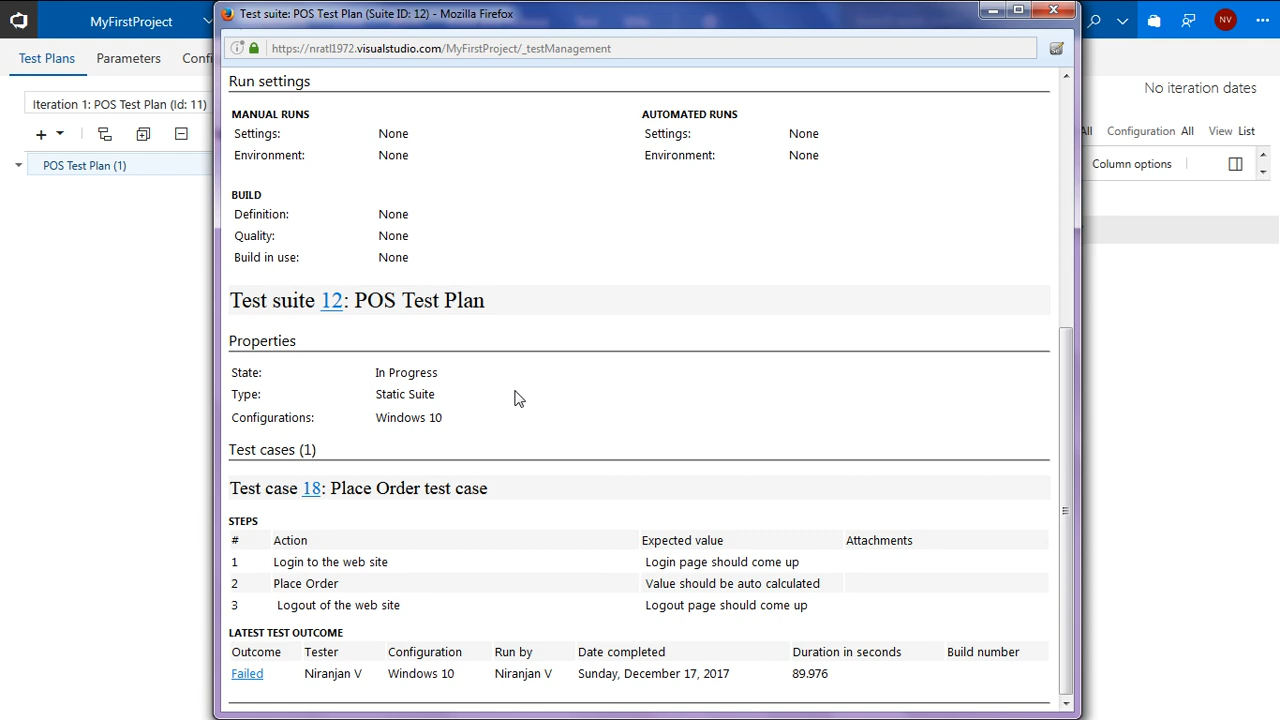 MyFirstProject
Test suite: POS Test Plan (Suite ID: 12) - Mozilla Firefox
NV
https://nratl1972.visualstudio.com/MyFirstProject/_testManagement
Test Plans Parameters Confi
No iteration dates
Iteration 1: POS Test Plan (Id: 11)
POS Test Plan (1)
All Configuration All View List
Column options
Run settings
MANUAL RUNS AUTOMATED RUNS
Settings: None Settings: None
Environment: None Environment: None
BUILD
Definition: None
Quality: None
Build in use: None
Test suite 12: POS Test Plan
Properties
State: In Progress
Type: Static Suite
Configurations: Windows 10
Test cases (1)
Test case 18: Place Order test case
STEPS
# Action Expected value Attachments
1 Login to the web site Login page should come up
2 Place Order Value should be auto calculated
3 Logout of the web site Logout page should come up
LATEST TEST OUTCOME
Outcome Tester Configuration Run by Date completed Duration in seconds Build number
Failed Niranjan V Windows 10 Niranjan V Sunday, December 17, 2017 89.976